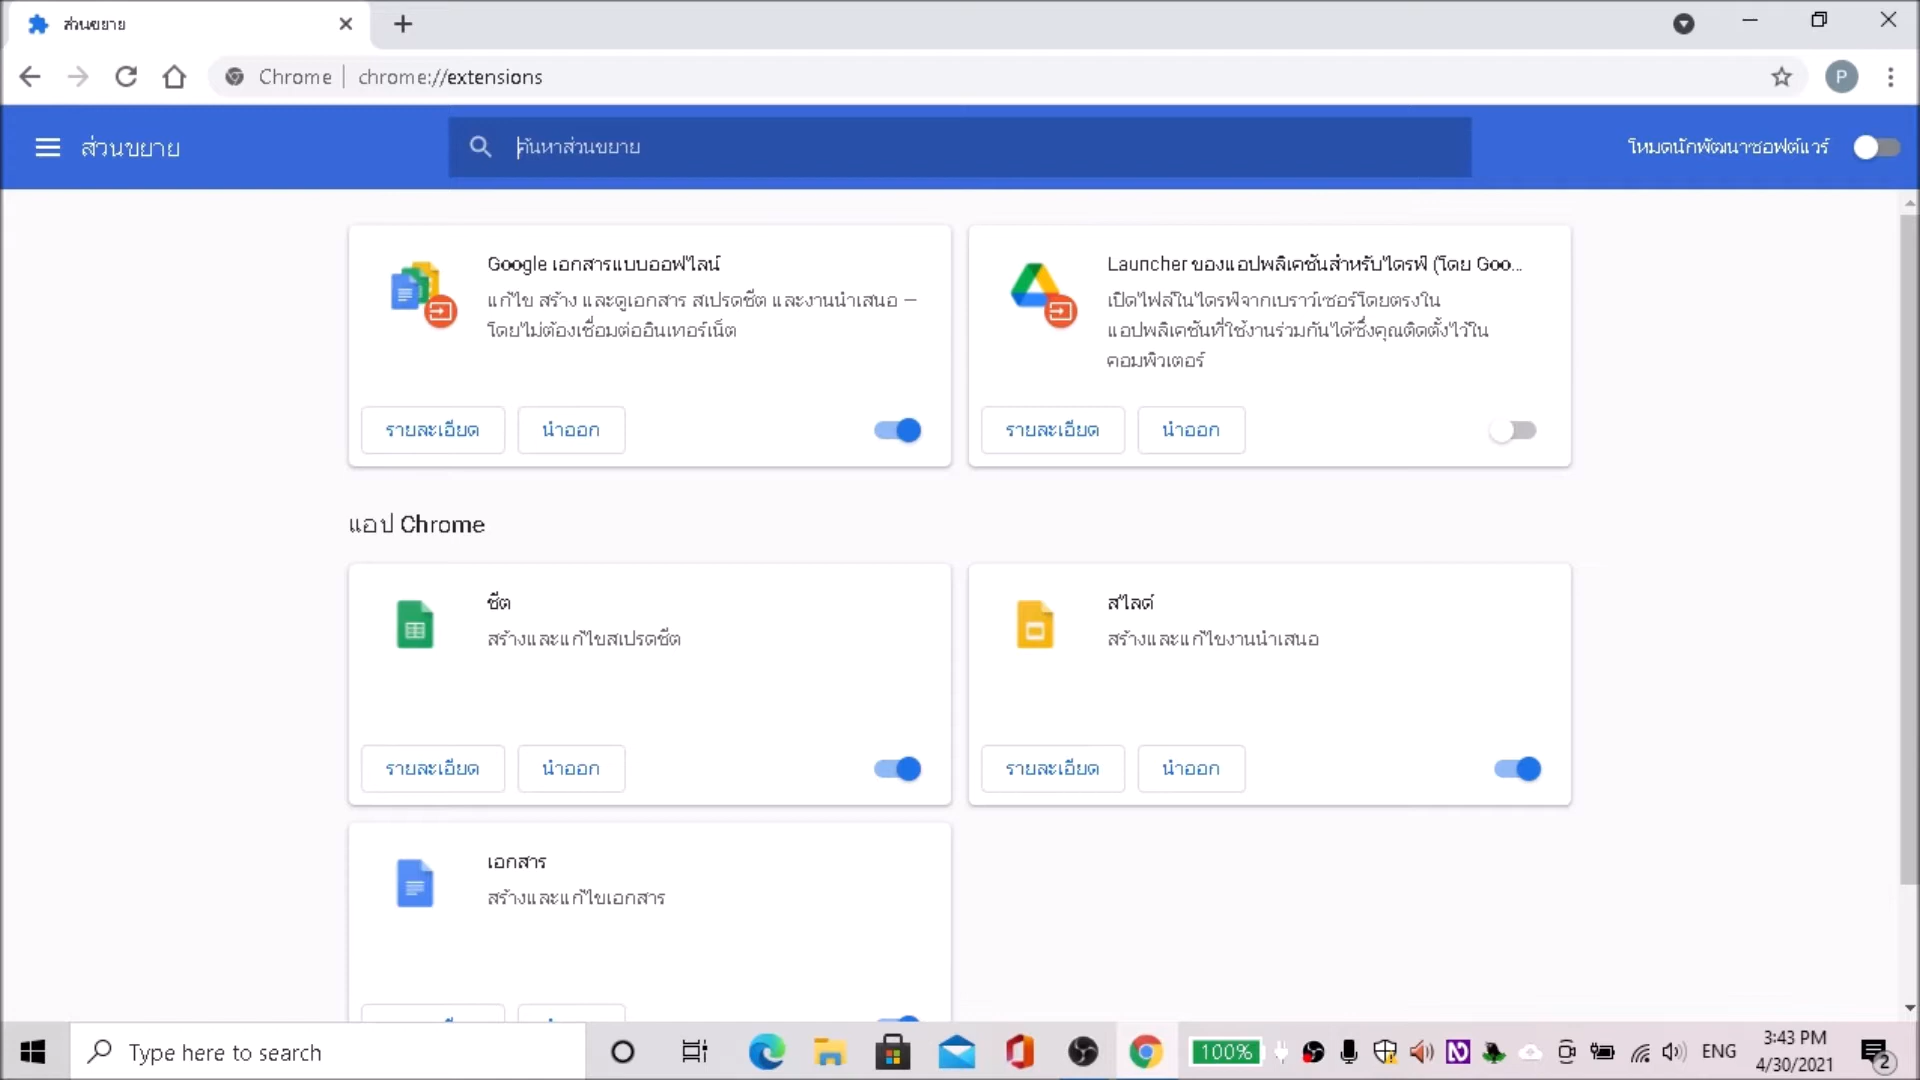 ส่วนขยาย
Chrome | chrome://extensions
P
ส่วนขยาย
ค้นหาส่วนขยาย
โหมดนักพัฒนาซอฟต์แวร์
Google เอกสารแบบออฟไลน์
แก้ไข สร้าง และดูเอกสาร สเปรดชีต และงานนำเสนอ –
โดยไม่ต้องเชื่อมต่ออินเทอร์เน็ต
รายละเอียด
นำออก
Launcher ของแอปพลิเคชันสำหรับไดรฟ์ (โดย Goo...
เปิดไฟล์ในไดรฟ์จากเบราว์เซอร์โดยตรงใน
แอปพลิเคชันที่ใช้งานร่วมกันได้ซึ่งคุณติดตั้งไว้ใน
คอมพิวเตอร์
รายละเอียด
นำออก
แอป Chrome
ชีต
สร้างและแก้ไขสเปรดชีต
รายละเอียด
นำออก
สไลด์
สร้างและแก้ไขงานนำเสนอ
รายละเอียด
นำออก
เอกสาร
สร้างและแก้ไขเอกสาร
Type here to search
100%
ENG
3:43 PM
4/30/2021
2